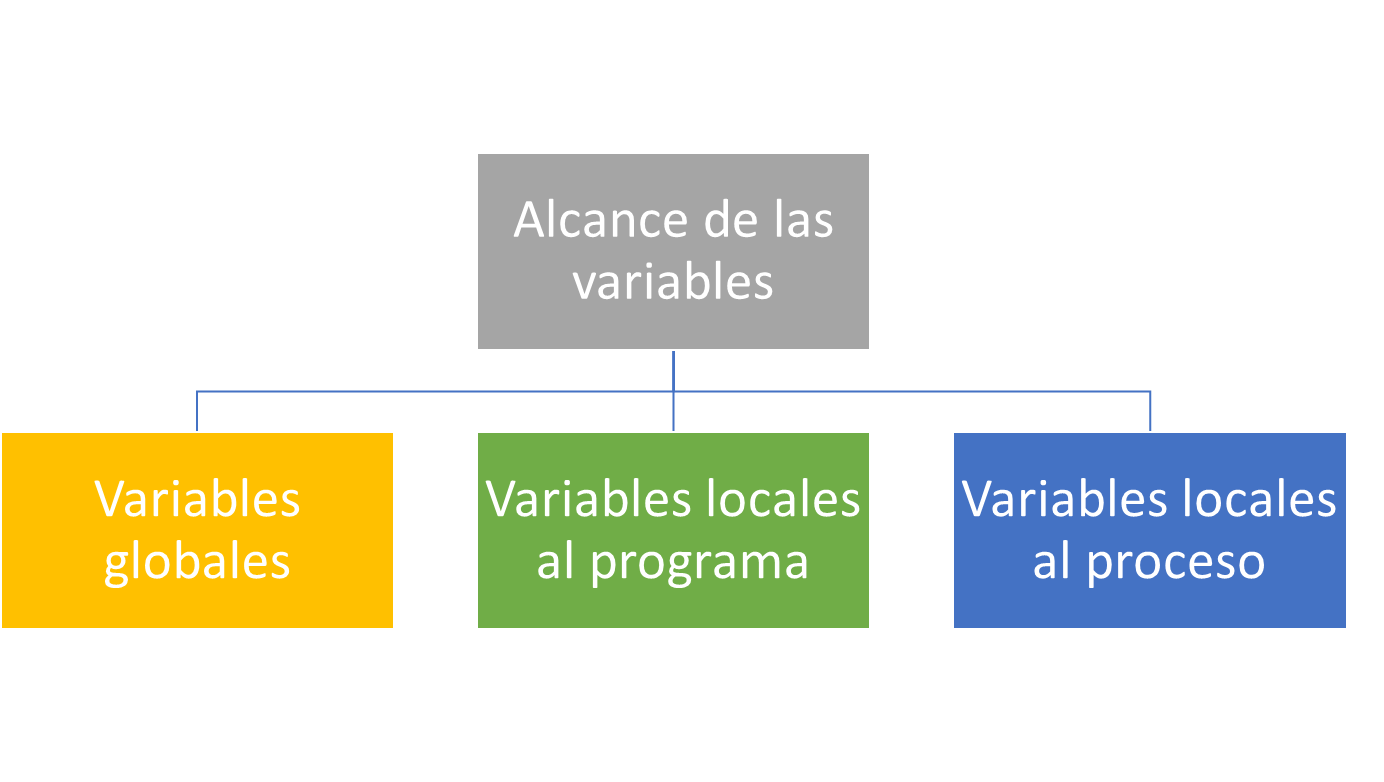 Alcance de las
variables
Variables
globales
Variables locales
al programa
Variables locales
al proceso